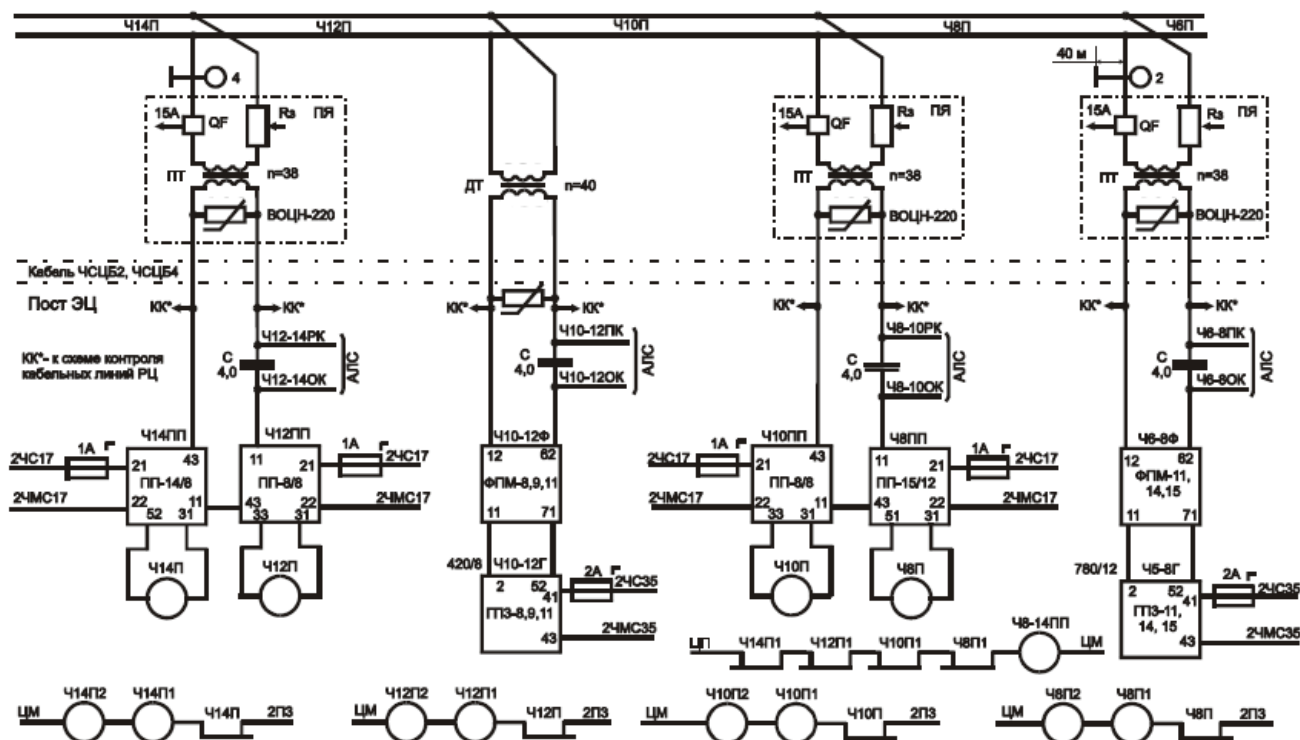 Ч14П Ч12П Ч10П Ч8П Ч6П
40 м
4 2
15А QF Rз ПЯ
15А QF Rз ПЯ
15А QF Rз ПЯ
ПТ n=38
ДТ n=40
ПТ n=38
ПТ n=38
ВОЦН-220
ВОЦН-220
ВОЦН-220
Кабель ЧСЦБ2, ЧСЦБ4
Пост ЭЦ
КК* КК* КК* КК* КК* КК* КК* КК*
КК*- к схеме контроля
кабельных линий РЦ
Ч12-14РК
С
4,0
Ч12-14ОК
АЛС
Ч10-12ПК
С
4,0
Ч10-12ОК
АЛС
Ч8-10РК
С
4,0
Ч8-10ОК
АЛС
Ч6-8ПК
С
4,0
Ч6-8ОК
АЛС
Ч14ПП
2ЧС17 1А 21 43
ПП-14/8
2ЧМС17 22 11
52 31
Ч14П
Ч12ПП
11 21 1А 2ЧС17
ПП-8/8
43 22 2ЧМС17
33 31
Ч12П
Ч10-12Ф
12 62
ФПМ-8,9,11
11 71
420/8 Ч10-12Г
2 52 2А 2ЧС35
41
ГПЗ-8,9,11
43 2ЧМС35
Ч10ПП
2ЧС17 1А 21 43
ПП-8/8
2ЧМС17 22 11
33 31
Ч10П
Ч8ПП
11 21 1А 2ЧС17
ПП-15/12
43 22 2ЧМС17
51 31
Ч8П
Ч6-8Ф
12 62
ФПМ-11,
14,15
11 71
780/12 Ч5-8Г
2 52 2А 2ЧС35
41
ГПЗ-11,
14, 15
43 2ЧМС35
ЦП Ч14П1 Ч12П1 Ч10П1 Ч8П1 Ч8-14ПП ЦМ
ЦМ Ч14П2 Ч14П1 Ч14П 2ПЗ
ЦМ Ч12П2 Ч12П1 Ч12П 2ПЗ
ЦМ Ч10П2 Ч10П1 Ч10П 2ПЗ
ЦМ Ч8П2 Ч8П1 Ч8П 2ПЗ